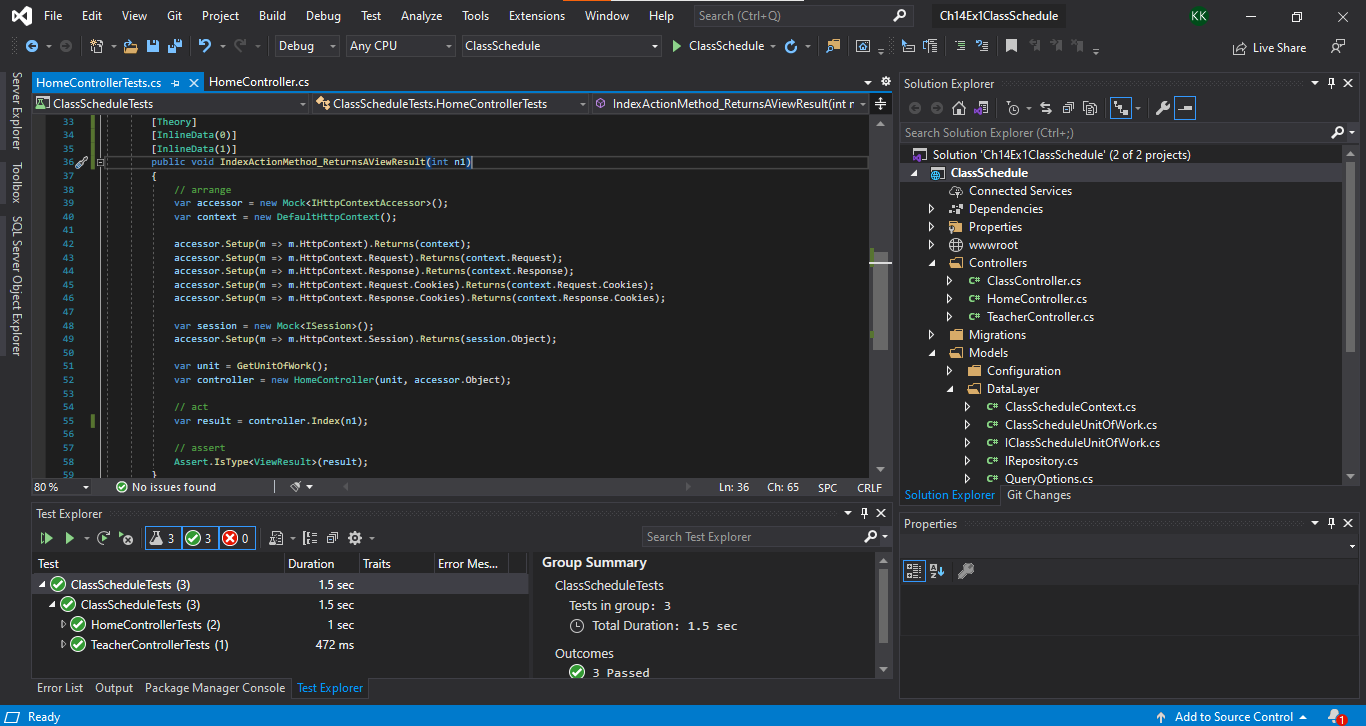 File Edit View Git Project Build Debug Test Analyze Tools Extensions Window Help Search (Ctrl+Q) Ch14Ex1ClassSchedule KK
Debug Any CPU ClassSchedule ClassSchedule Live Share
Server Explorer
Toolbox
SQL Server Object Explorer
HomeControllerTests.cs HomeController.cs
ClassScheduleTests ClassScheduleTests.HomeControllerTests IndexActionMethod_ReturnsAViewResult(int n
33 [Theory]
34 [InlineData(0)]
35 [InlineData(1)]
36 public void IndexActionMethod_ReturnsAViewResult(int n1)
37 {
38 // arrange
39 var accessor = new Mock<IHttpContextAccessor>();
40 var context = new DefaultHttpContext();
41
42 accessor.Setup(m => m.HttpContext).Returns(context);
43 accessor.Setup(m => m.HttpContext.Request).Returns(context.Request);
44 accessor.Setup(m => m.HttpContext.Response).Returns(context.Response);
45 accessor.Setup(m => m.HttpContext.Request.Cookies).Returns(context.Request.Cookies);
46 accessor.Setup(m => m.HttpContext.Response.Cookies).Returns(context.Response.Cookies);
47
48 var session = new Mock<ISession>();
49 accessor.Setup(m => m.HttpContext.Session).Returns(session.Object);
50
51 var unit = GetUnitOfWork();
52 var controller = new HomeController(unit, accessor.Object);
53
54 // act
55 var result = controller.Index(n1);
56
57 // assert
58 Assert.IsType<ViewResult>(result);
59 }
80 % No issues found Ln: 36 Ch: 65 SPC CRLF
Test Explorer
3 3 0 Search Test Explorer
Test Duration Traits Error Mes...
ClassScheduleTests (3) 1.5 sec
ClassScheduleTests (3) 1.5 sec
HomeControllerTests (2) 1 sec
TeacherControllerTests (1) 472 ms
Group Summary
ClassScheduleTests
Tests in group: 3
Total Duration: 1.5 sec
Outcomes
3 Passed
Error List Output Package Manager Console Test Explorer
Solution Explorer
Search Solution Explorer (Ctrl+;)
Solution 'Ch14Ex1ClassSchedule' (2 of 2 projects)
ClassSchedule
Connected Services
Dependencies
Properties
wwwroot
Controllers
C# ClassController.cs
C# HomeController.cs
C# TeacherController.cs
Migrations
Models
Configuration
DataLayer
C# ClassScheduleContext.cs
C# ClassScheduleUnitOfWork.cs
C# IClassScheduleUnitOfWork.cs
C# IRepository.cs
C# QueryOptions.cs
Solution Explorer Git Changes
Properties
Ready Add to Source Control 1